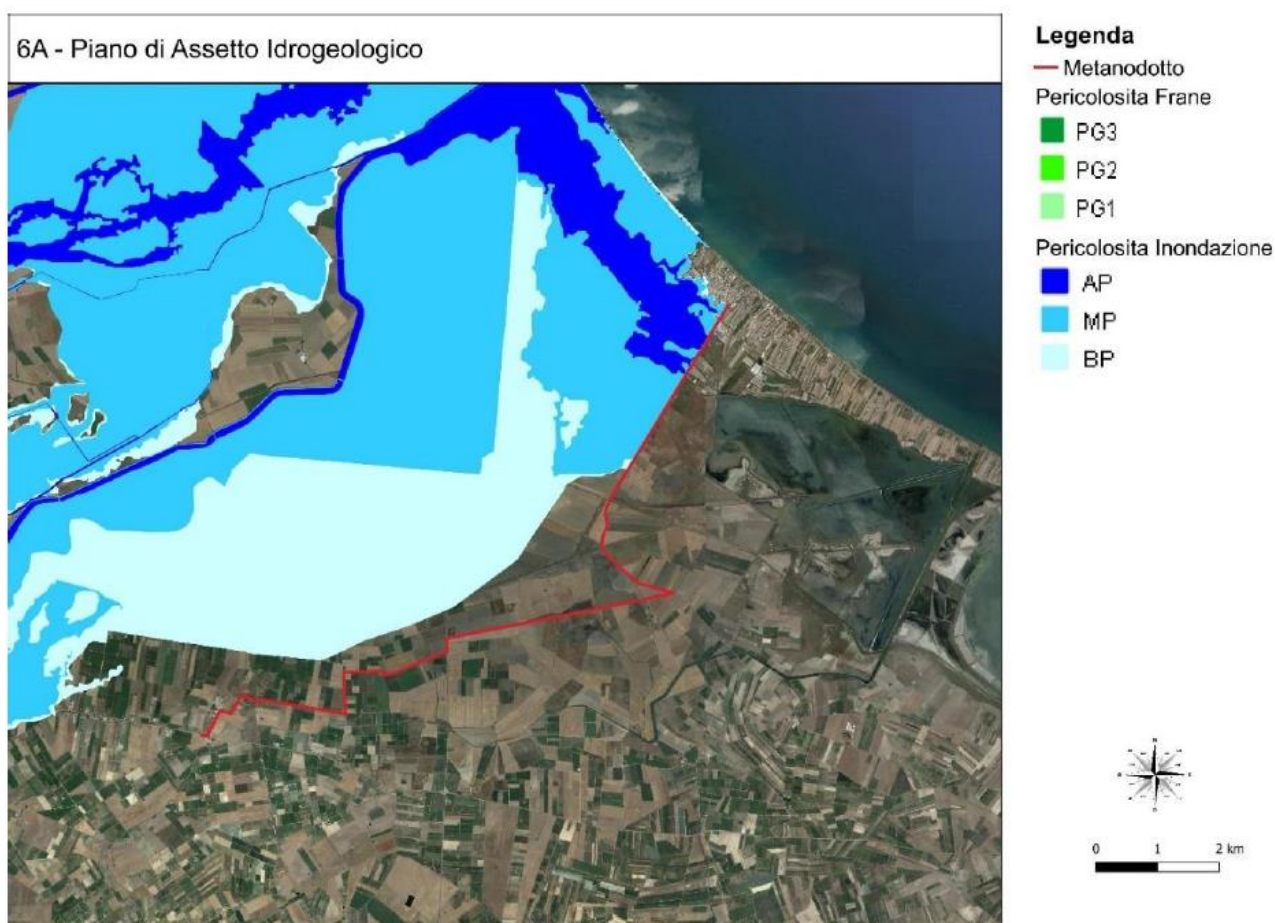 6A - Piano di Assetto Idrogeologico
Legenda
Metanodotto
Pericolosita Frane
PG3
PG2
PG1
Pericolosita Inondazione
AP
MP
BP
0 1 2 km